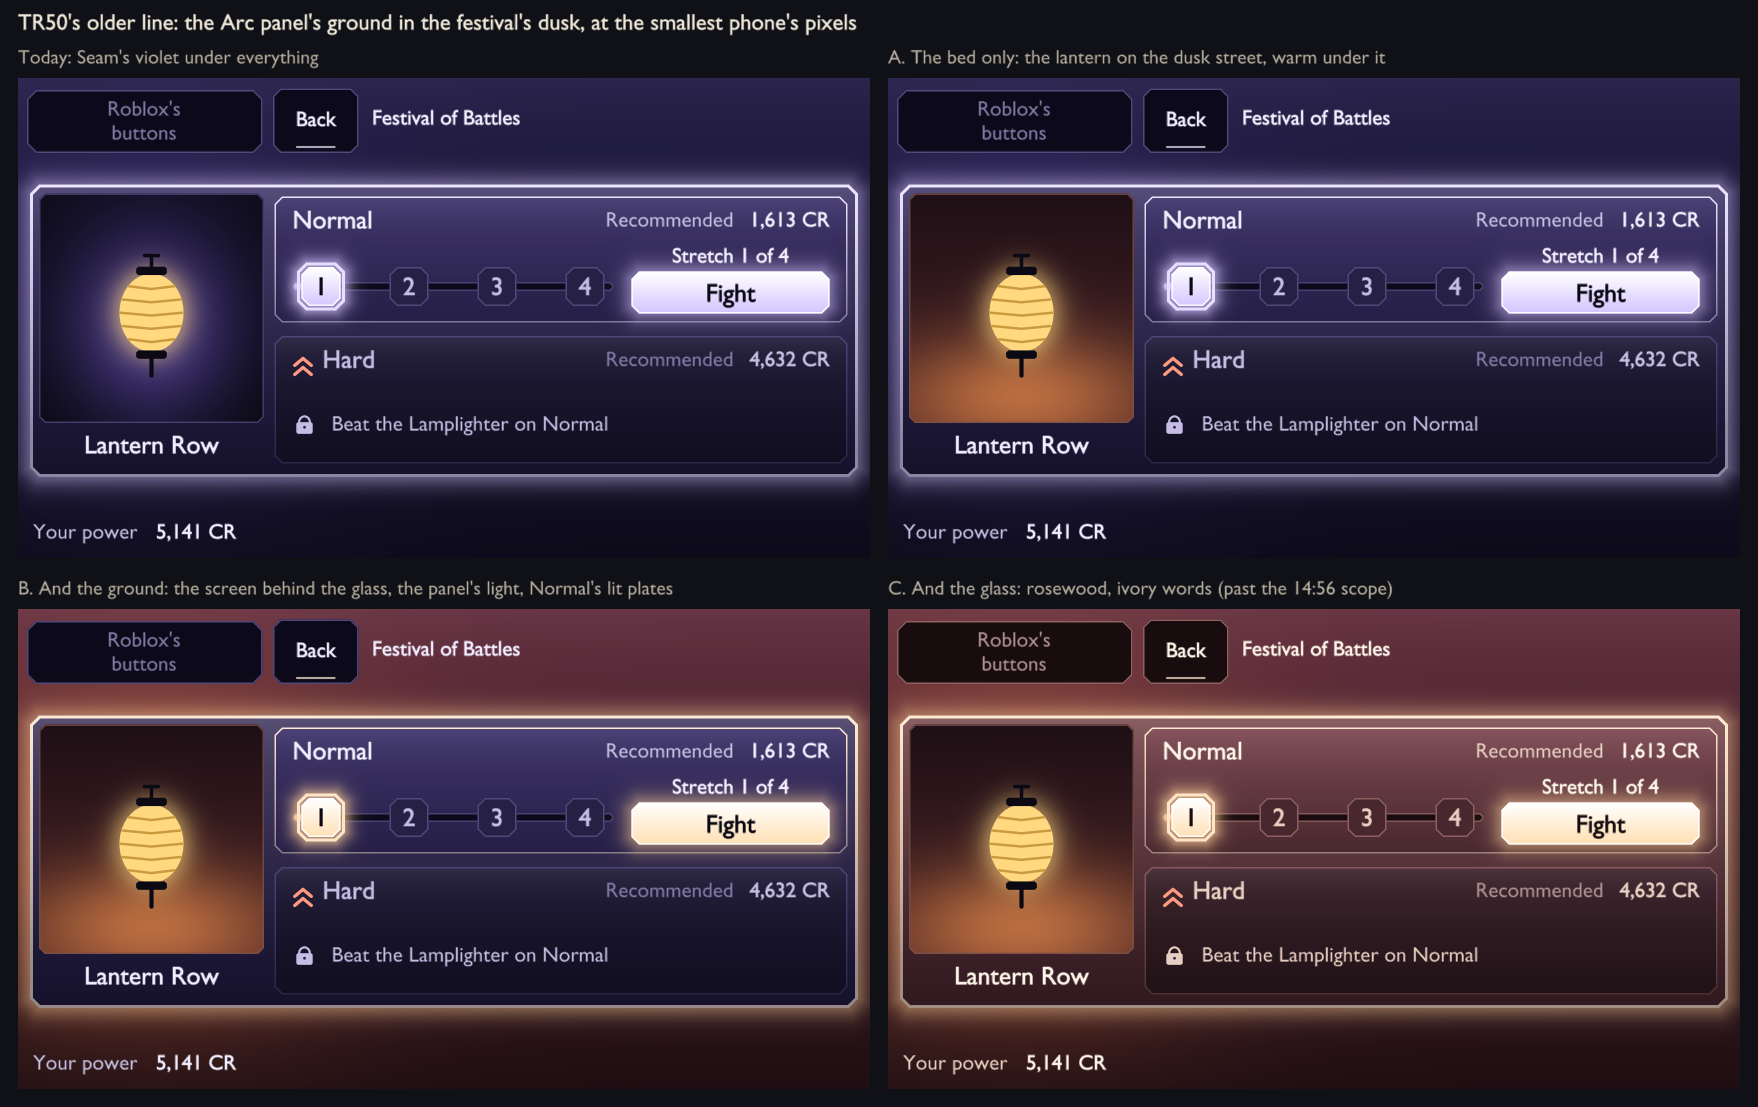 TR50's older line: the Arc panel's ground in the festival's dusk, at the smallest phone's pixels
Today: Seam's violet under everything
Roblox's
buttons
Back
Festival of Battles
Normal
Recommended 1,613 CR
Stretch 1 of 4
1
2
3
4
Fight
Hard
Recommended 4,632 CR
Beat the Lamplighter on Normal
Lantern Row
Your power 5,141 CR
A. The bed only: the lantern on the dusk street, warm under it
Roblox's
buttons
Back
Festival of Battles
Normal
Recommended 1,613 CR
Stretch 1 of 4
1
2
3
4
Fight
Hard
Recommended 4,632 CR
Beat the Lamplighter on Normal
Lantern Row
Your power 5,141 CR
B. And the ground: the screen behind the glass, the panel's light, Normal's lit plates
Roblox's
buttons
Back
Festival of Battles
Normal
Recommended 1,613 CR
Stretch 1 of 4
1
2
3
4
Fight
Hard
Recommended 4,632 CR
Beat the Lamplighter on Normal
Lantern Row
Your power 5,141 CR
C. And the glass: rosewood, ivory words (past the 14:56 scope)
Roblox's
buttons
Back
Festival of Battles
Normal
Recommended 1,613 CR
Stretch 1 of 4
1
2
3
4
Fight
Hard
Recommended 4,632 CR
Beat the Lamplighter on Normal
Lantern Row
Your power 5,141 CR